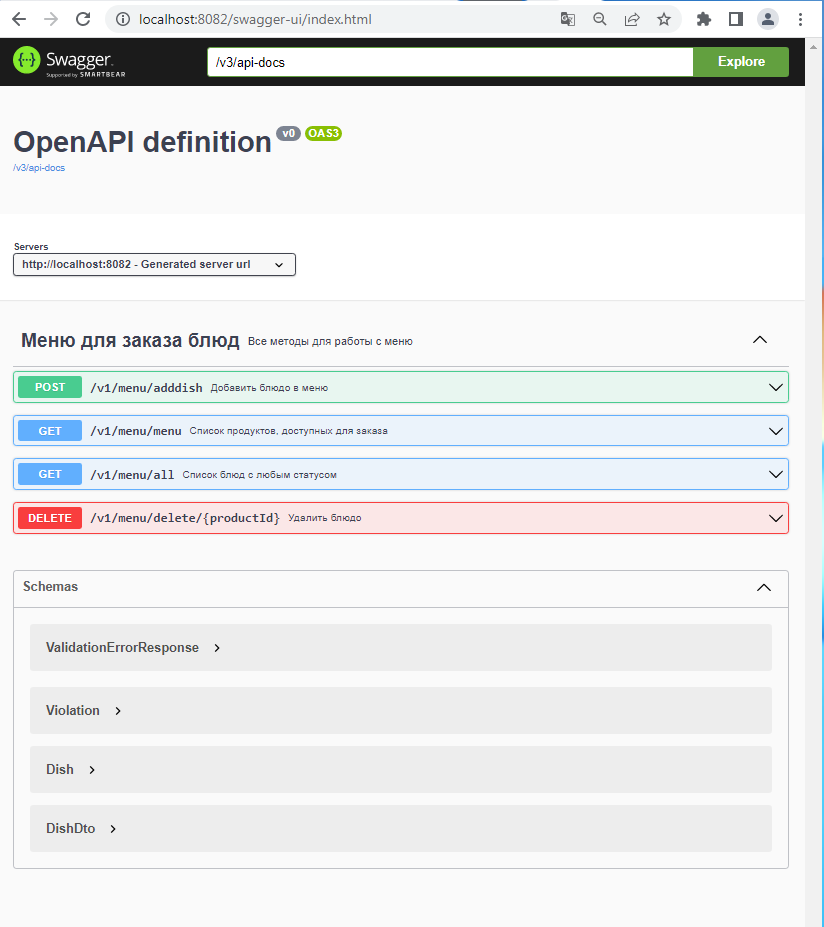 localhost:8082/swagger-ui/index.html
Swagger.
Supported by SMARTBEAR
/v3/api-docs
Explore
OpenAPI definition v0 OAS3
/v3/api-docs
Servers
http://localhost:8082 - Generated server url
Меню для заказа блюд Все методы для работы с меню
POST /v1/menu/adddish Добавить блюдо в меню
GET /v1/menu/menu Список продуктов, доступных для заказа
GET /v1/menu/all Список блюд с любым статусом
DELETE /v1/menu/delete/{productId} Удалить блюдо
Schemas
ValidationErrorResponse
Violation
Dish
DishDto